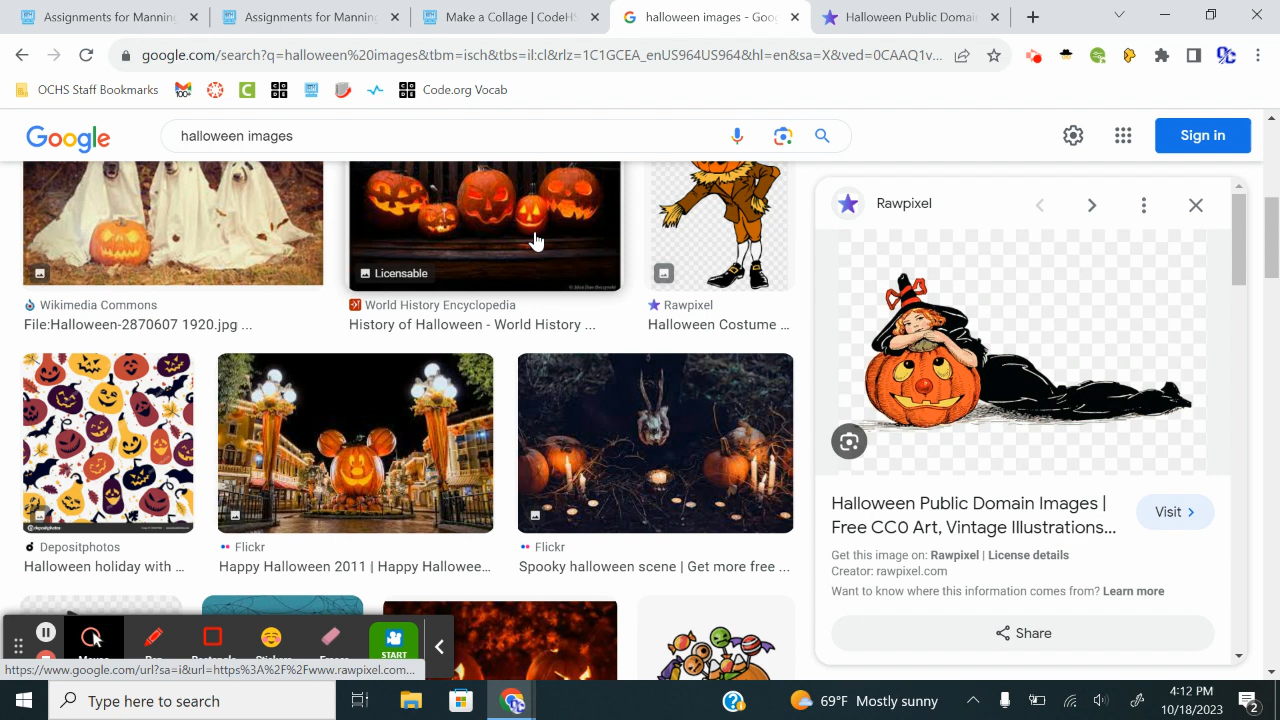 Assignments for Manning
Assignments for Manning
Make a Collage | CodeHS
halloween images - Goo
Halloween Public Domai
google.com/search?q=halloween%20images&tbm=isch&tbs=il:cl&rlz=1C1GCEA_enUS964US964&hl=en&sa=X&ved=0CAAQ1v...
OCHS Staff Bookmarks
Code.org Vocab
Google
halloween images
Sign in
Licensable
Wikimedia Commons
File:Halloween-2870607 1920.jpg ...
World History Encyclopedia
History of Halloween - World History ...
Rawpixel
Halloween Costume ...
Rawpixel
depositphotos
Depositphotos
Halloween holiday with ...
Flickr
Happy Halloween 2011 | Happy Hallowee...
Flickr
Spooky halloween scene | Get more free ...
Halloween Public Domain Images |
Free CC0 Art, Vintage Illustrations...
Visit
Get this image on: Rawpixel | License details
Creator: rawpixel.com
Want to know where this information comes from? Learn more
Share
START
https://www.google.com/url?sa=i&url=https%3A%2F%2Fwww.rawpixel.com...
Type here to search
69°F Mostly sunny
4:12 PM
10/18/2023
2